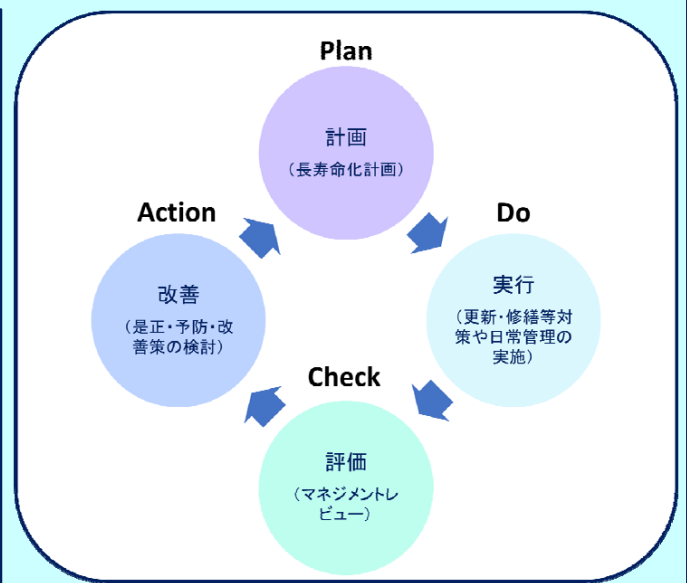 Plan
計画
（長寿命化計画）
Do
実行
（更新・修繕等対
策や日常管理の
実施）
Check
評価
（マネジメントレ
ビュー）
Action
改善
（是正・予防・改
善策の検討）